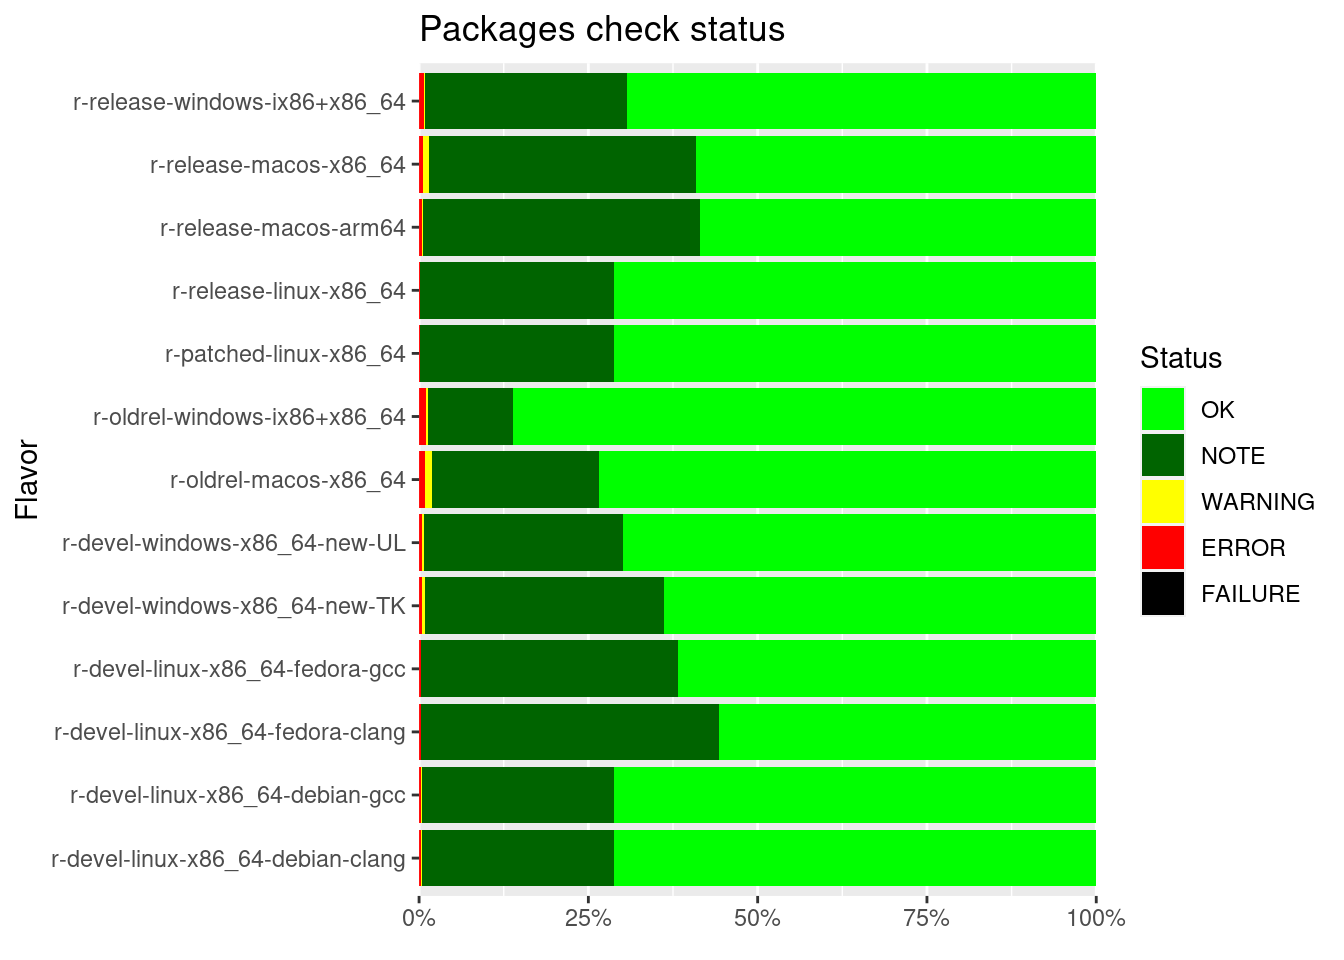 Packages check status
Flavor
r-release-windows-ix86+x86_64
r-release-macos-x86_64
r-release-macos-arm64
r-release-linux-x86_64
r-patched-linux-x86_64
r-oldrel-windows-ix86+x86_64
r-oldrel-macos-x86_64
r-devel-windows-x86_64-new-UL
r-devel-windows-x86_64-new-TK
r-devel-linux-x86_64-fedora-gcc
r-devel-linux-x86_64-fedora-clang
r-devel-linux-x86_64-debian-gcc
r-devel-linux-x86_64-debian-clang
0% 25% 50% 75% 100%
Status
OK
NOTE
WARNING
ERROR
FAILURE